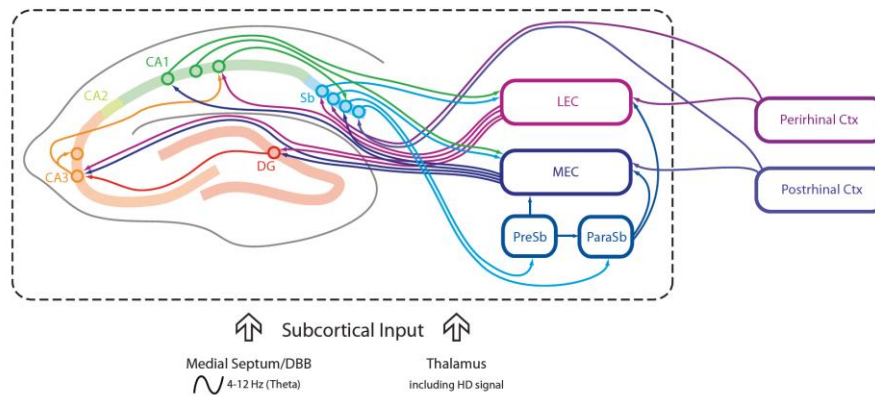 CA1
CA2
Sb
LEC
Perirhinal Ctx
CA3
DG
MEC
Postrhinal Ctx
PreSb
ParaSb
Subcortical Input
Medial Septum/DBB
4-12 Hz (Theta)
Thalamus
including HD signal